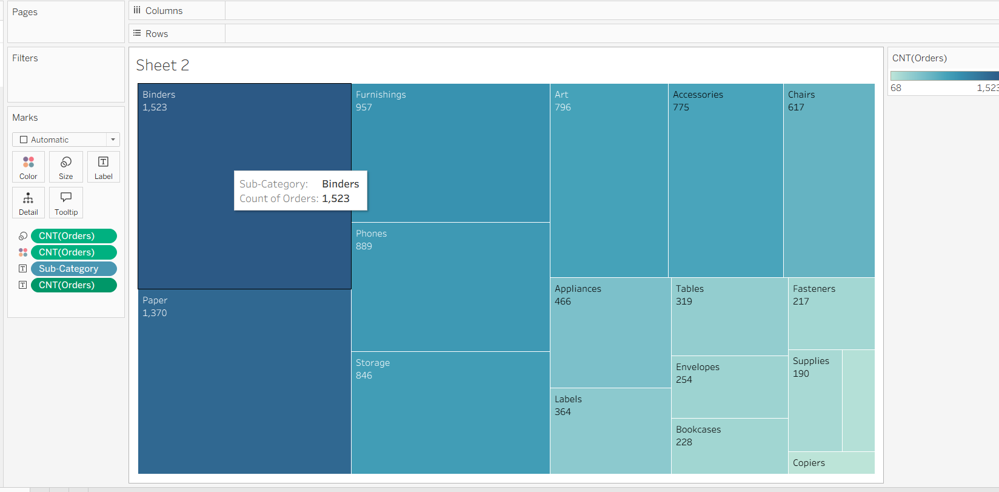 Pages
Filters
Marks
Automatic
Color
Size
Label
Detail
Tooltip
CNT(Orders)
CNT(Orders)
Sub-Category
CNT(Orders)
Columns
Rows
Sheet 2
Binders
1,523
Paper
1,370
Sub-Category: Binders
Count of Orders: 1,523
Furnishings
957
Phones
889
Storage
846
Art
796
Accessories
775
Chairs
617
Appliances
466
Labels
364
Tables
319
Envelopes
254
Bookcases
228
Fasteners
217
Supplies
190
Copiers
CNT(Orders)
68
1,523